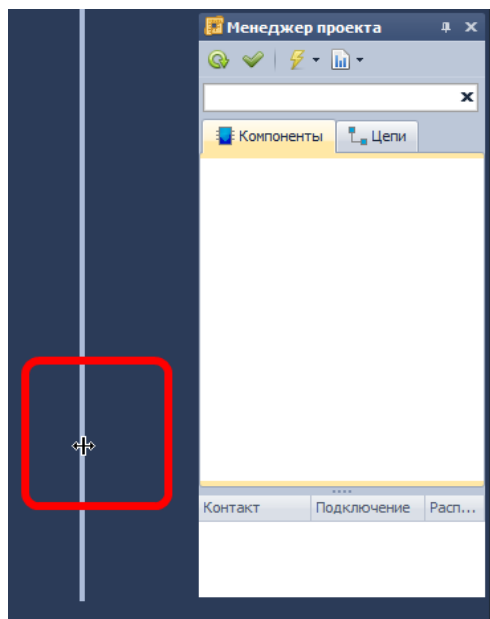 Менеджер проекта
Компоненты Цепи
Контакт Подключение Расп...